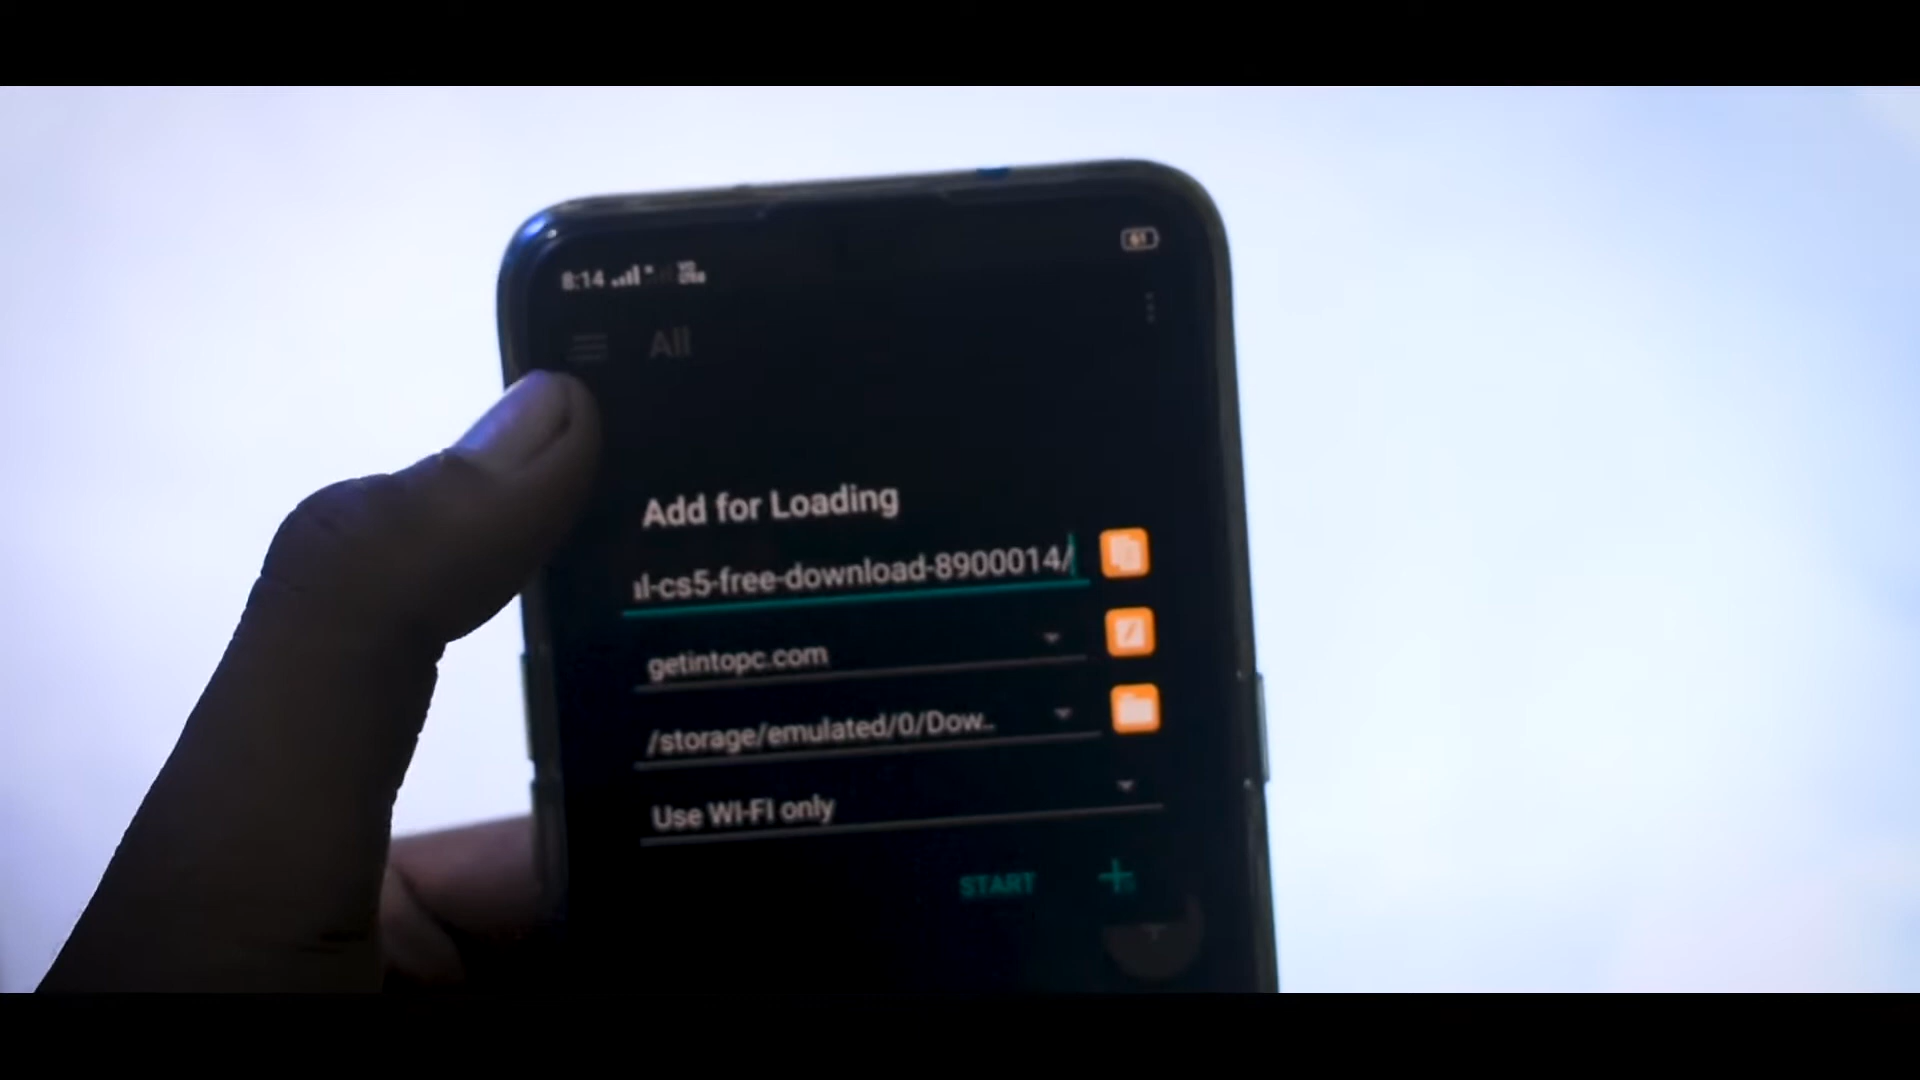 8:14
61
All
Add for Loading
l-cs5-free-download-8900014/
getintopc.com
/storage/emulated/0/Dow..
Use WI-FI only
START